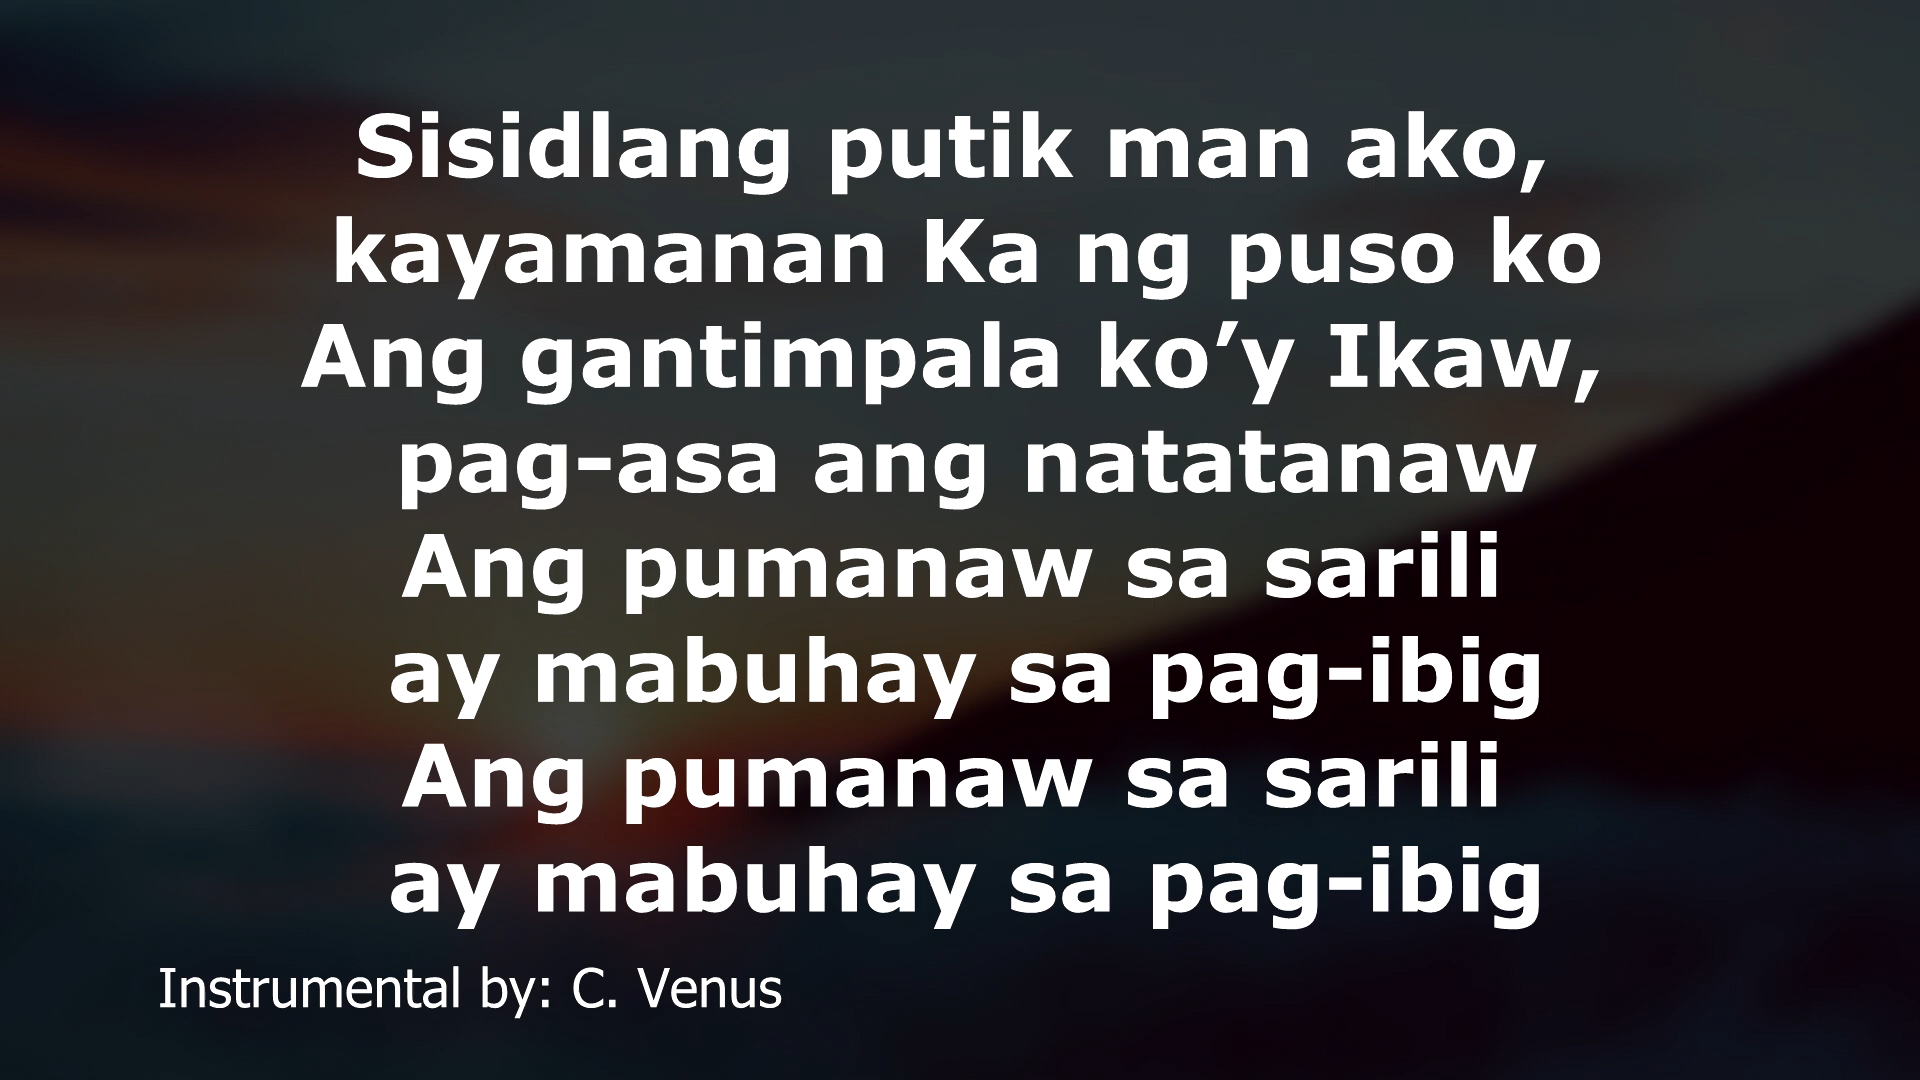 Sisidlang putik man ako,
kayamanan Ka ng puso ko
Ang gantimpala ko’y Ikaw,
pag-asa ang natatanaw
Ang pumanaw sa sarili
ay mabuhay sa pag-ibig
Ang pumanaw sa sarili
ay mabuhay sa pag-ibig
Instrumental by: C. Venus